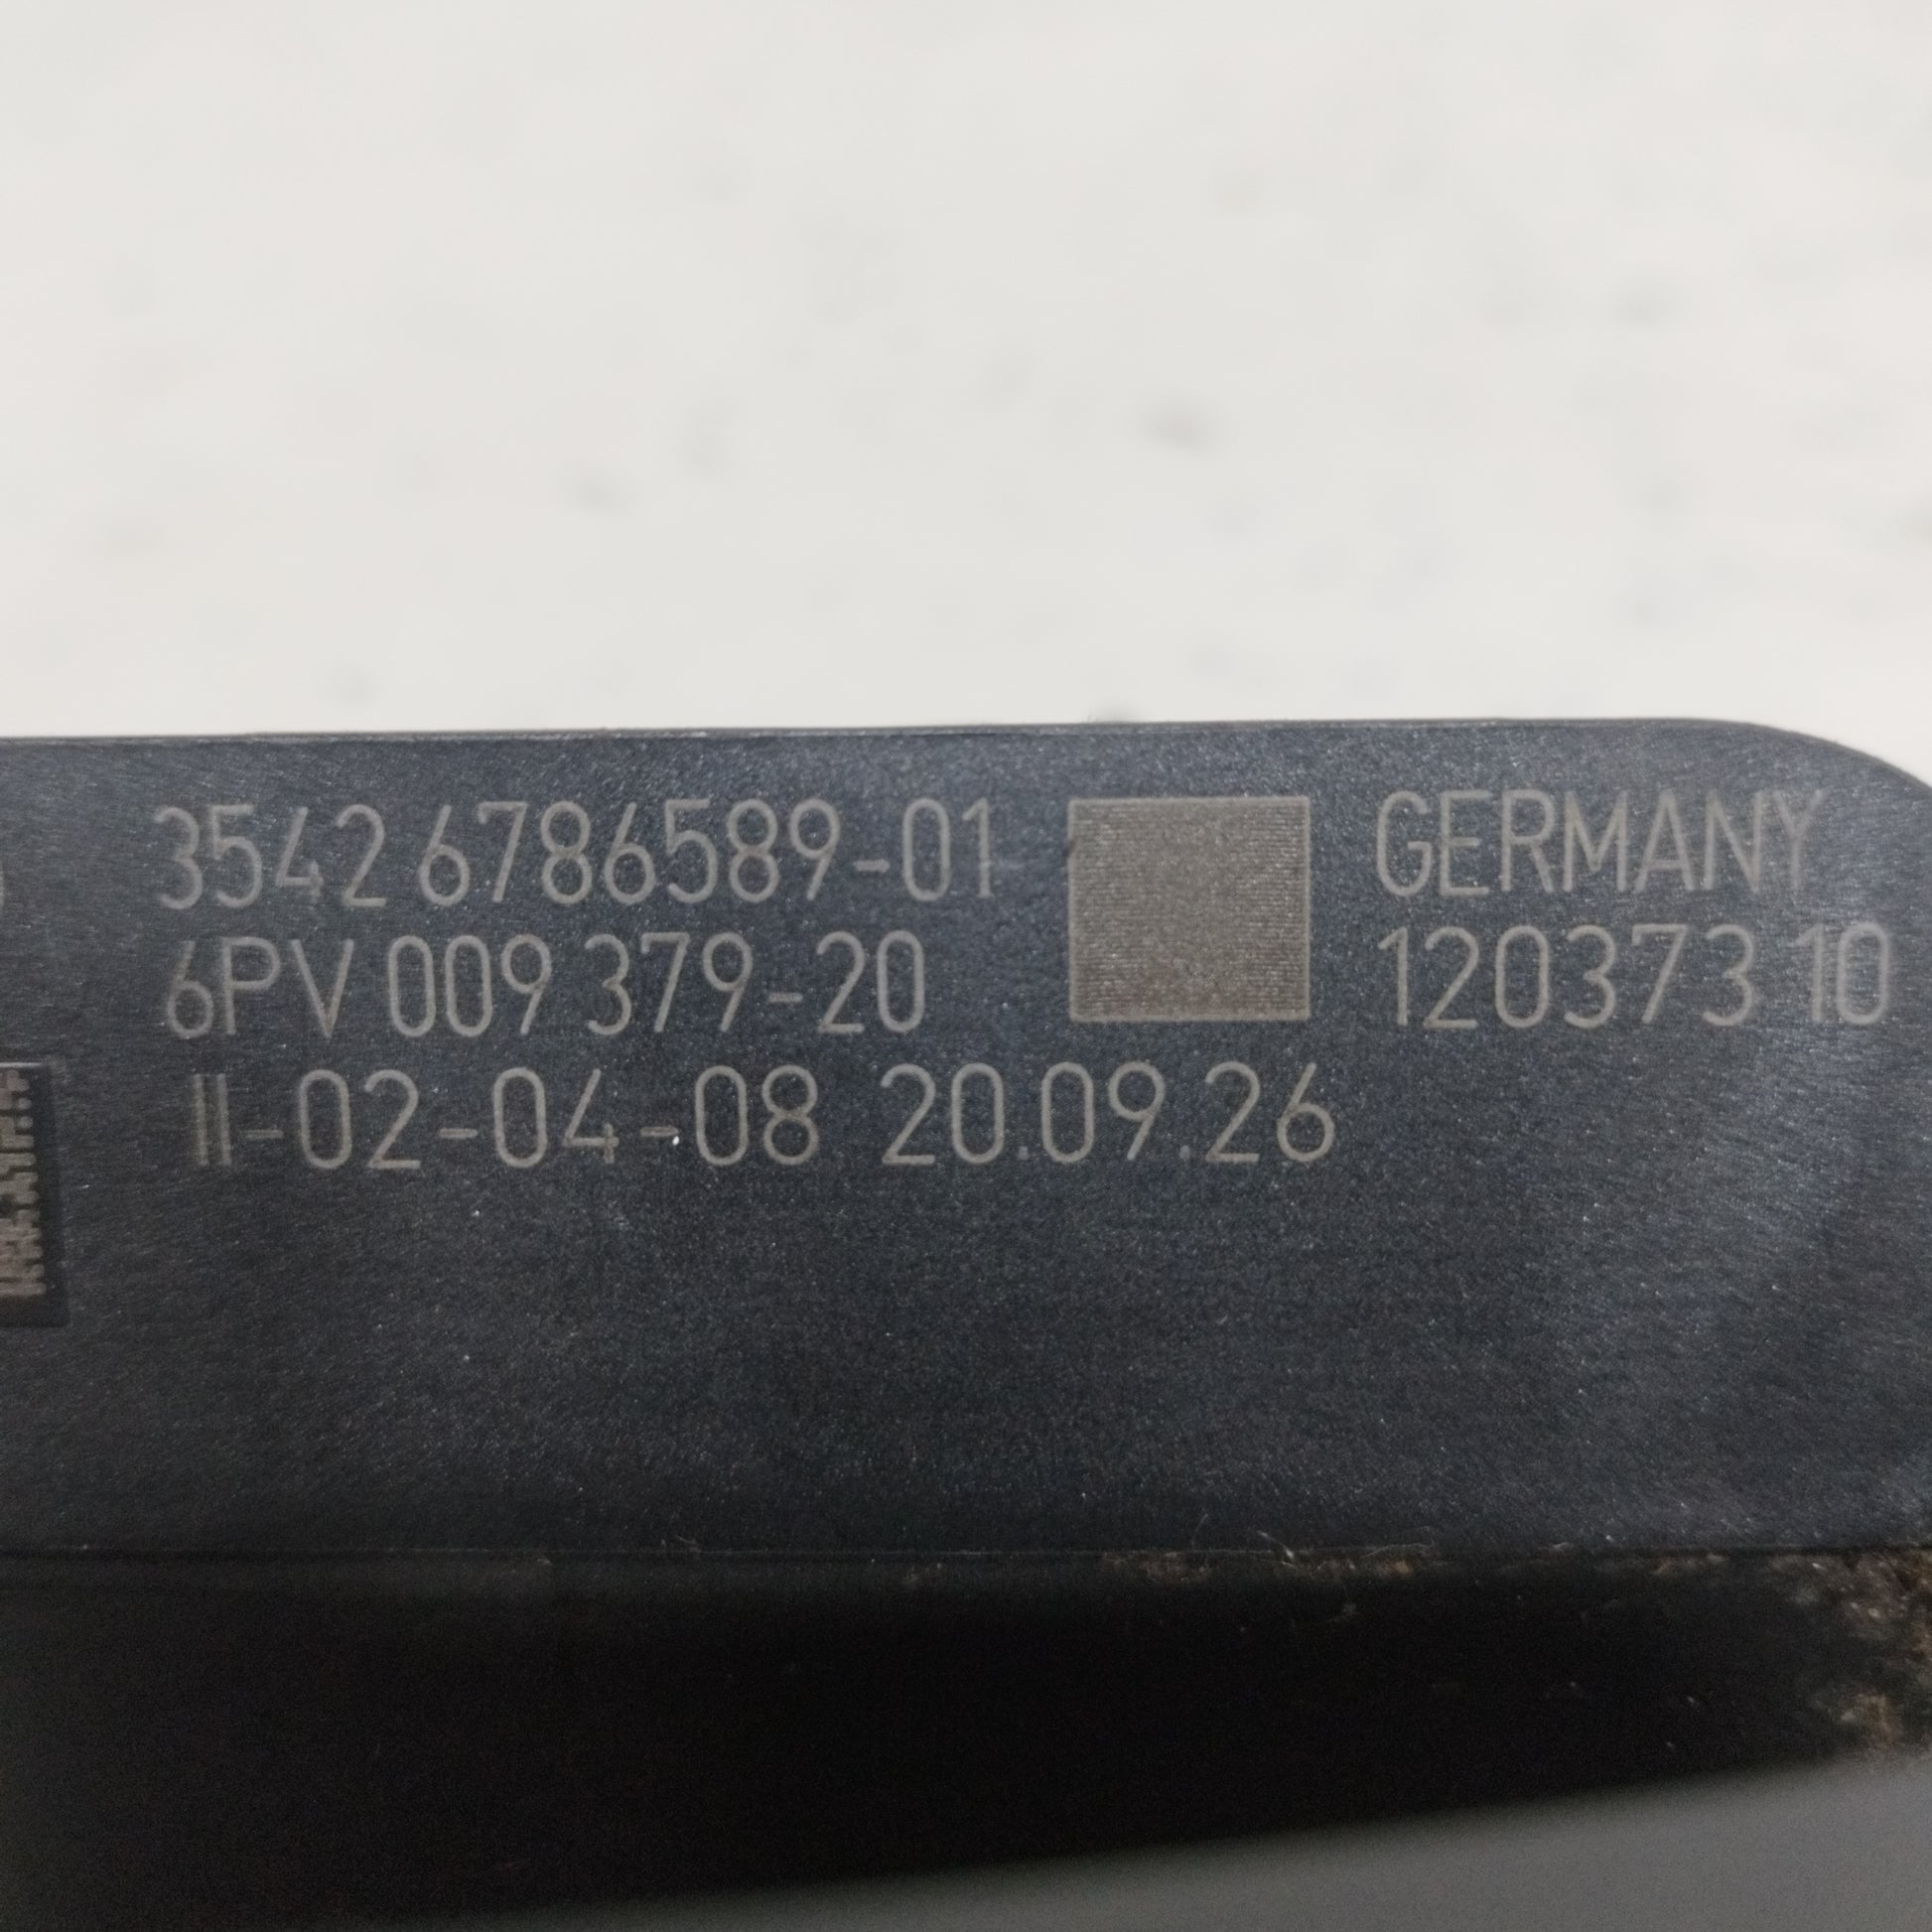 3542 6786589-01
GERMANY
6PV 009 379-20
120373 10
II-02-04-08 20.09.26